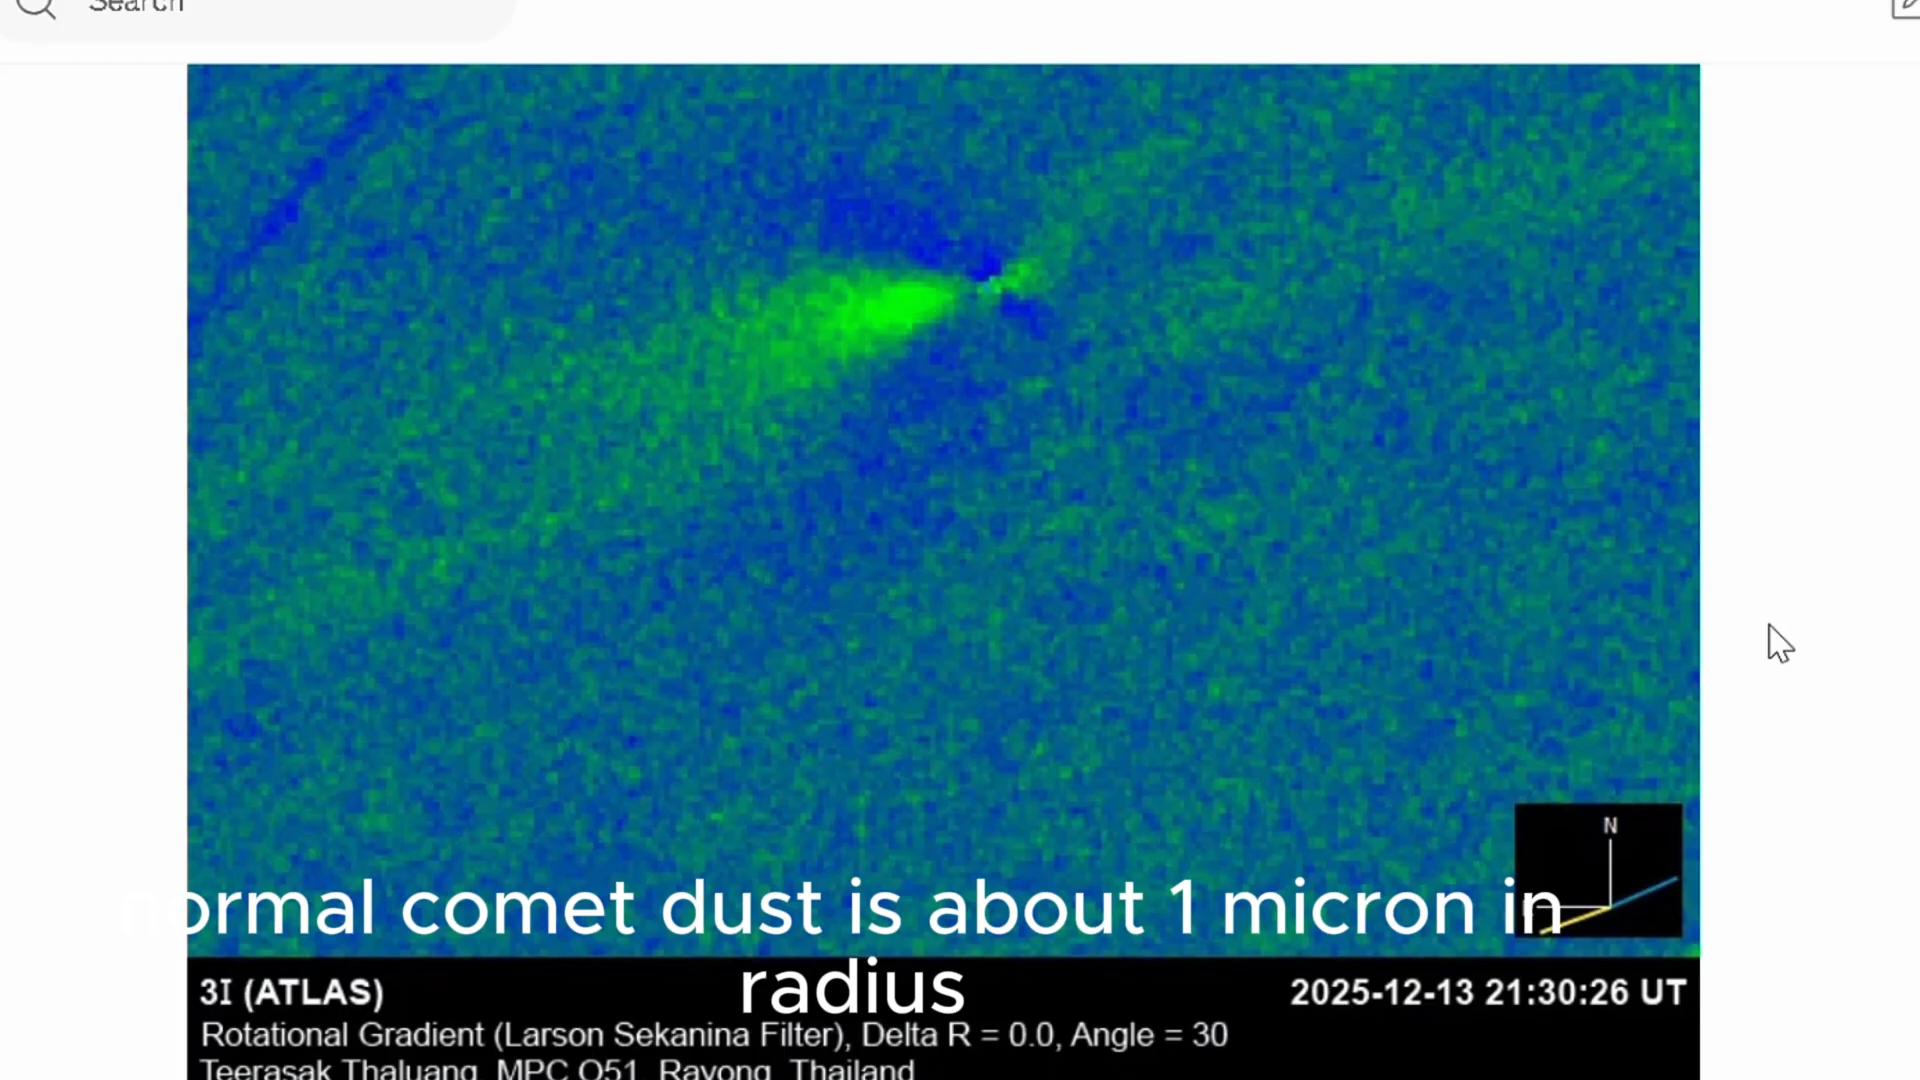 Search
N
normal comet dust is about 1 micron in
radius
3I (ATLAS)
2025-12-13 21:30:26 UT
Rotational Gradient (Larson Sekanina Filter), Delta R = 0.0, Angle = 30
Teerasak Thaluang, MPC O51, Rayong, Thailand